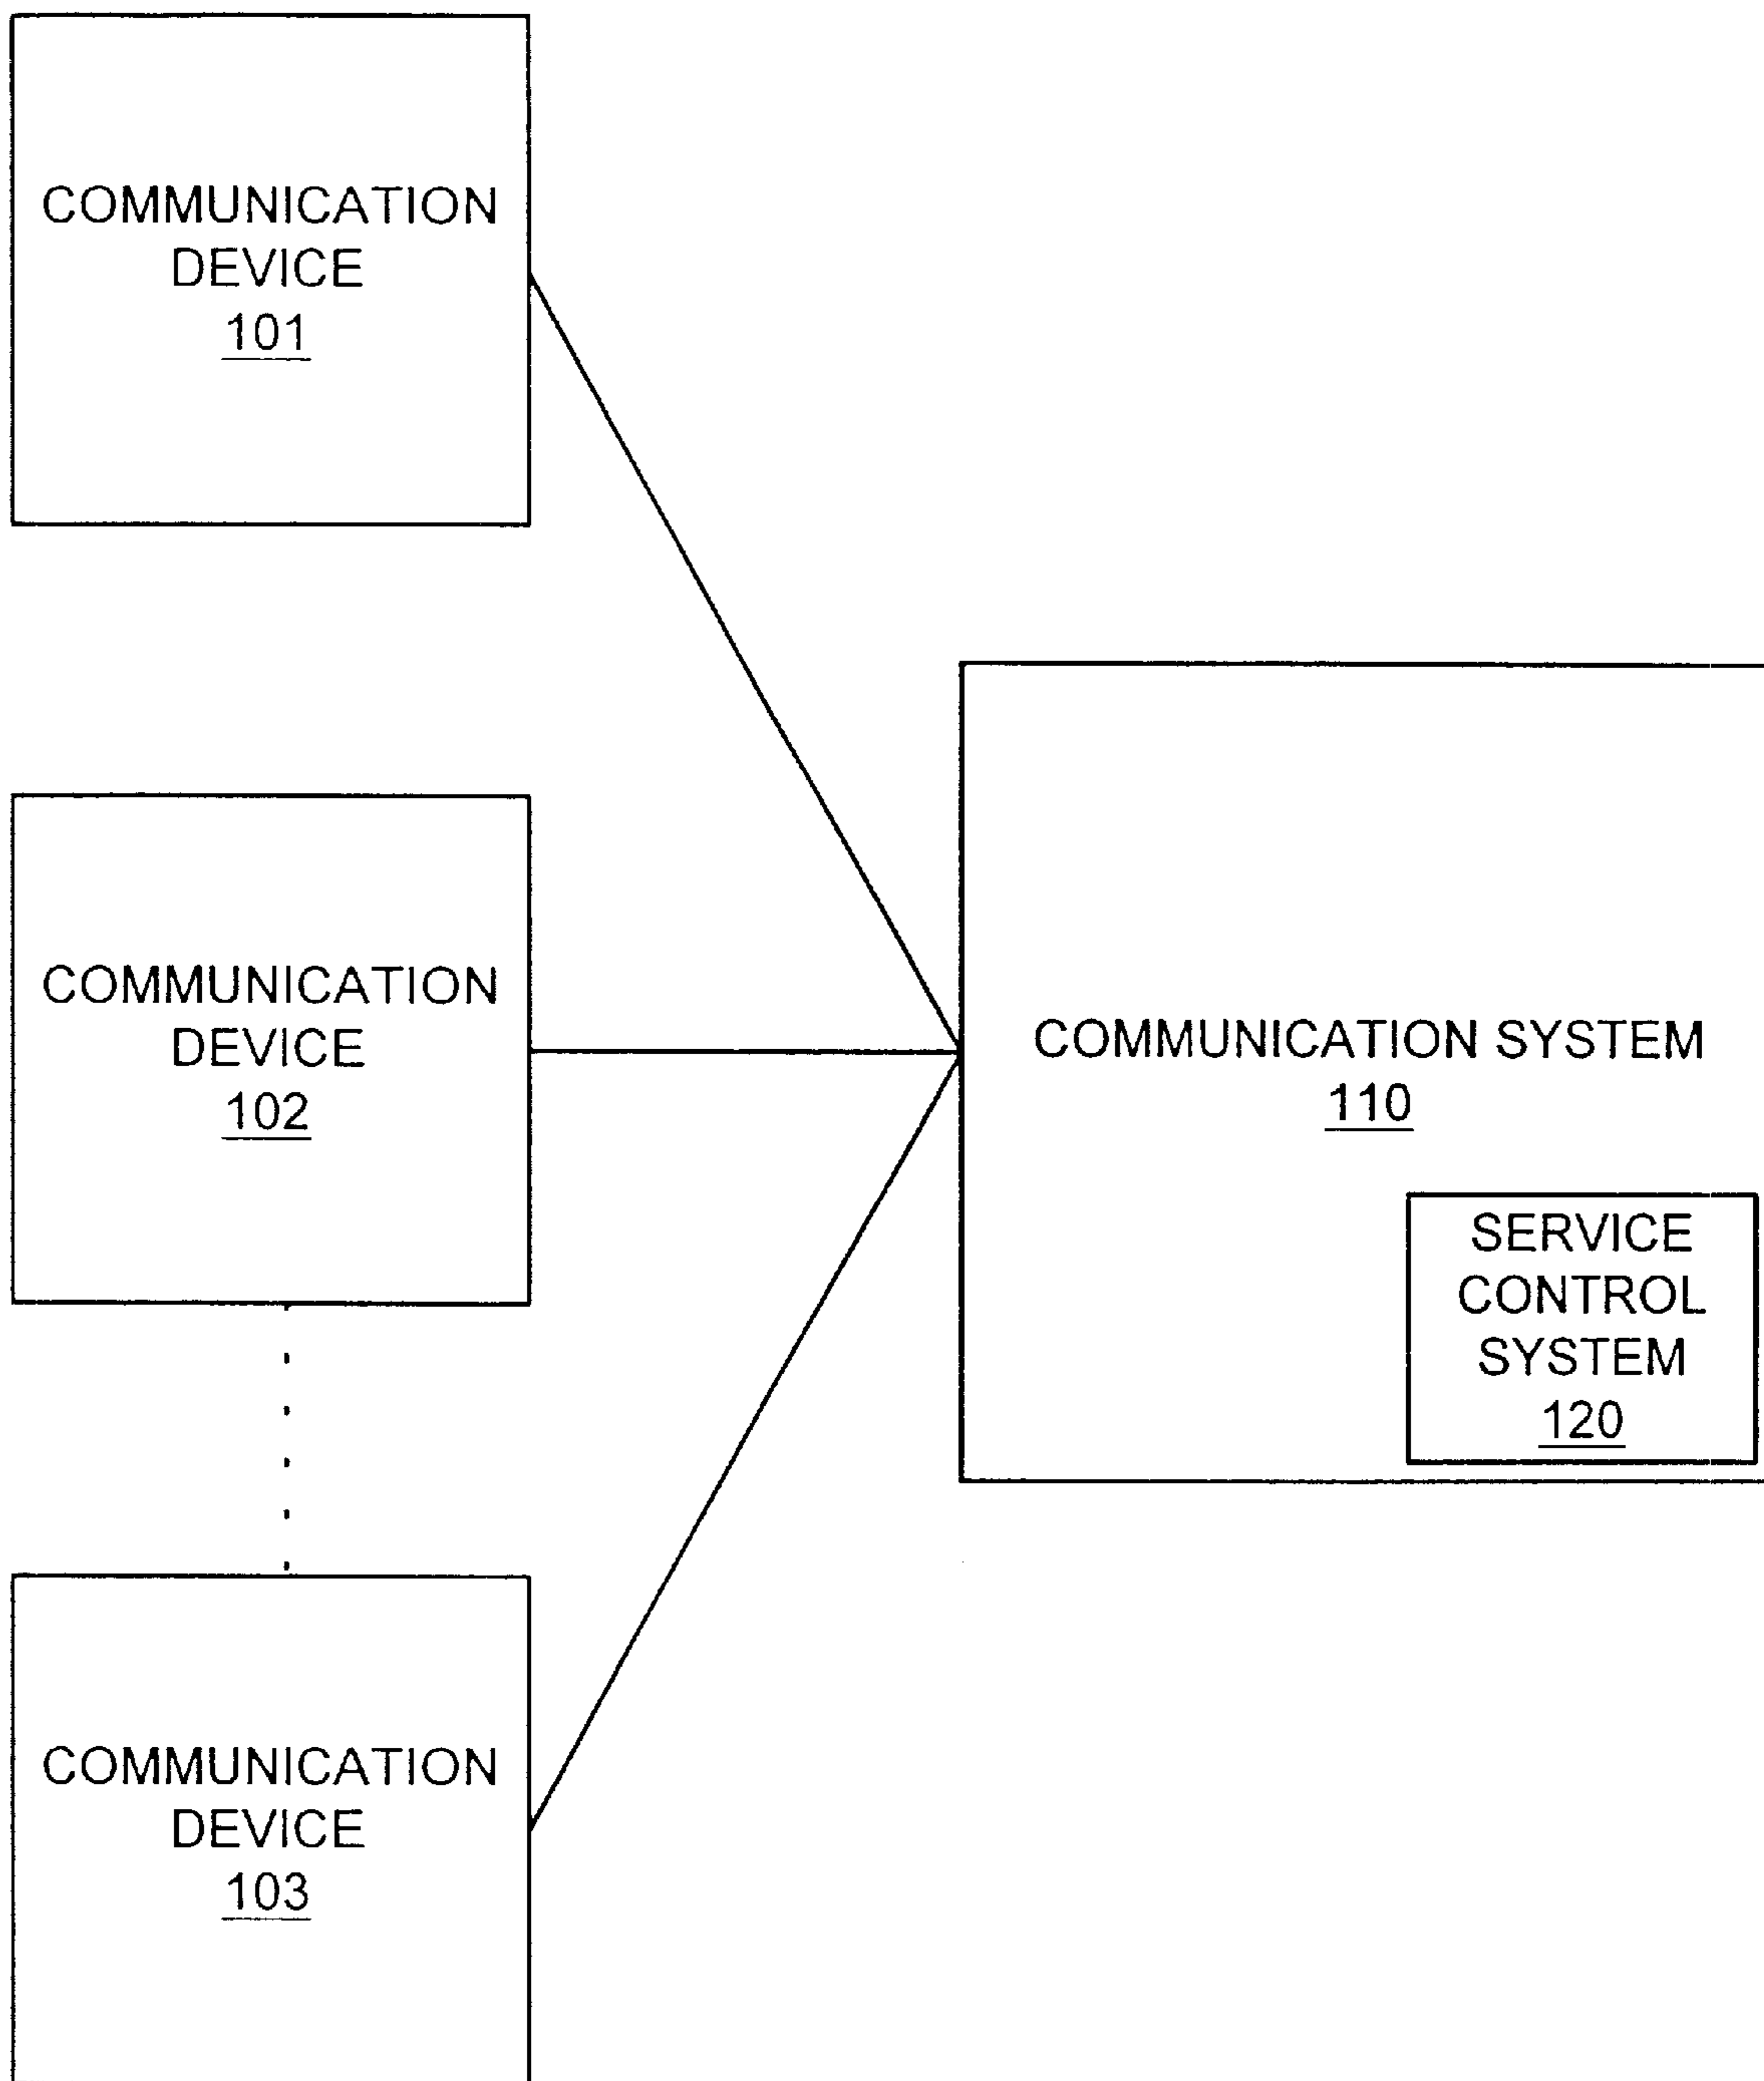 COMMUNICATION
DEVICE
101
COMMUNICATION
DEVICE
102
COMMUNICATION SYSTEM
110
SERVICE
CONTROL
SYSTEM
120
COMMUNICATION
DEVICE
103